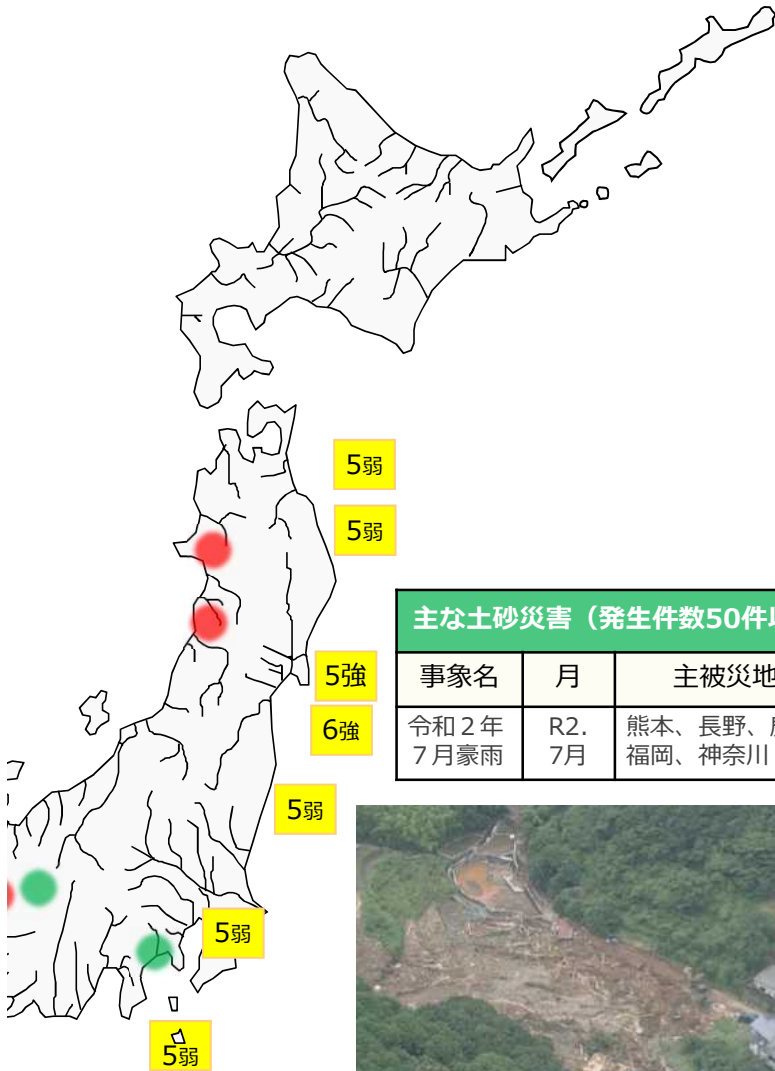 5弱
5弱
5強
6強
5弱
5弱
5弱
主な土砂災害（発生件数50件
事象名 月 主被災地
令和２年 R2. 熊本、長野、
７月豪雨 7月 福岡、神奈川